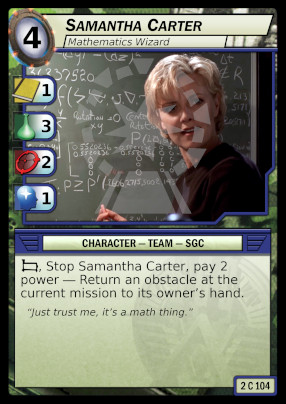 4
SAMANTHA CARTER
Mathematics Wizard
1
3
2
1
CHARACTER – TEAM – SGC
, Stop Samantha Carter, pay 2
power — Return an obstacle at the
current mission to its owner's hand.
"Just trust me, it's a math thing."
2 C 104